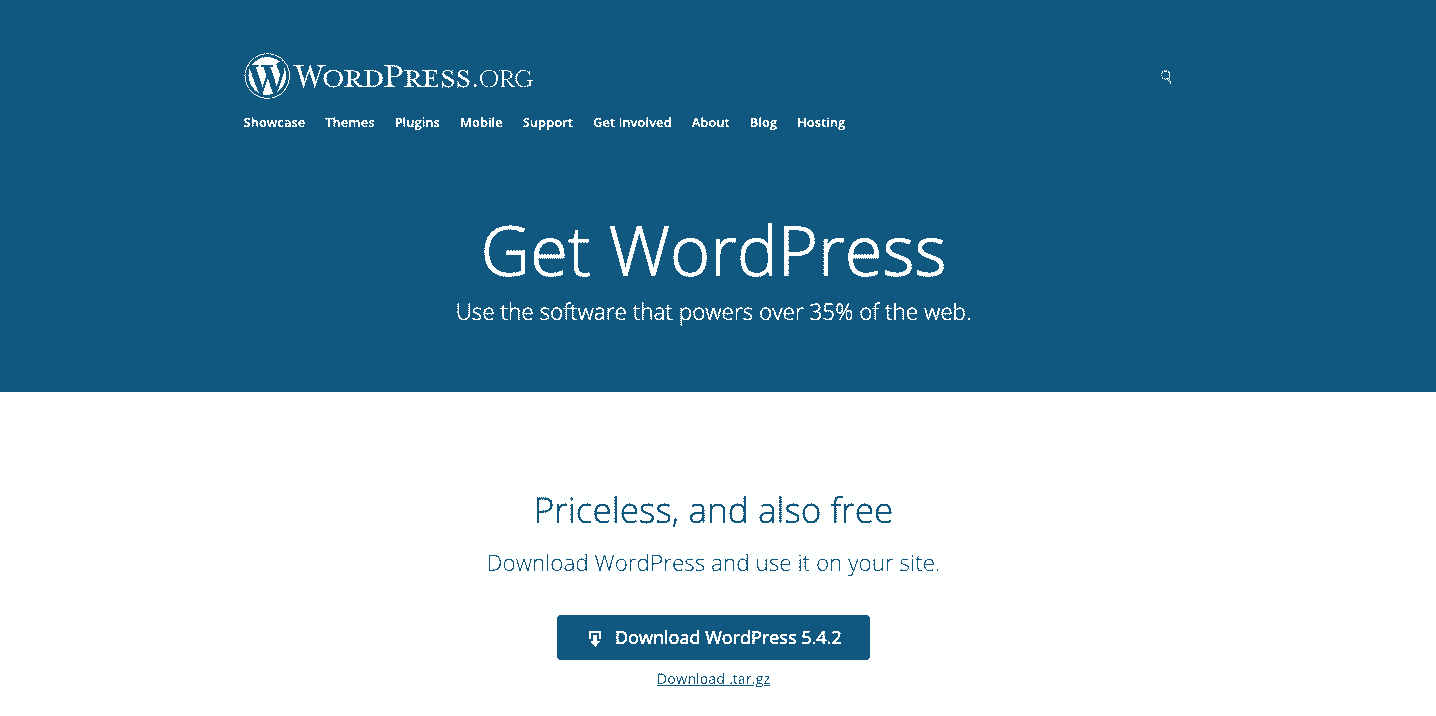 WORDPRESS.ORG
Showcase Themes Plugins Mobile Support Get Involved About Blog Hosting
Get WordPress
Use the software that powers over 35% of the web.
Priceless, and also free
Download WordPress and use it on your site.
Download WordPress 5.4.2
Download .tar.gz